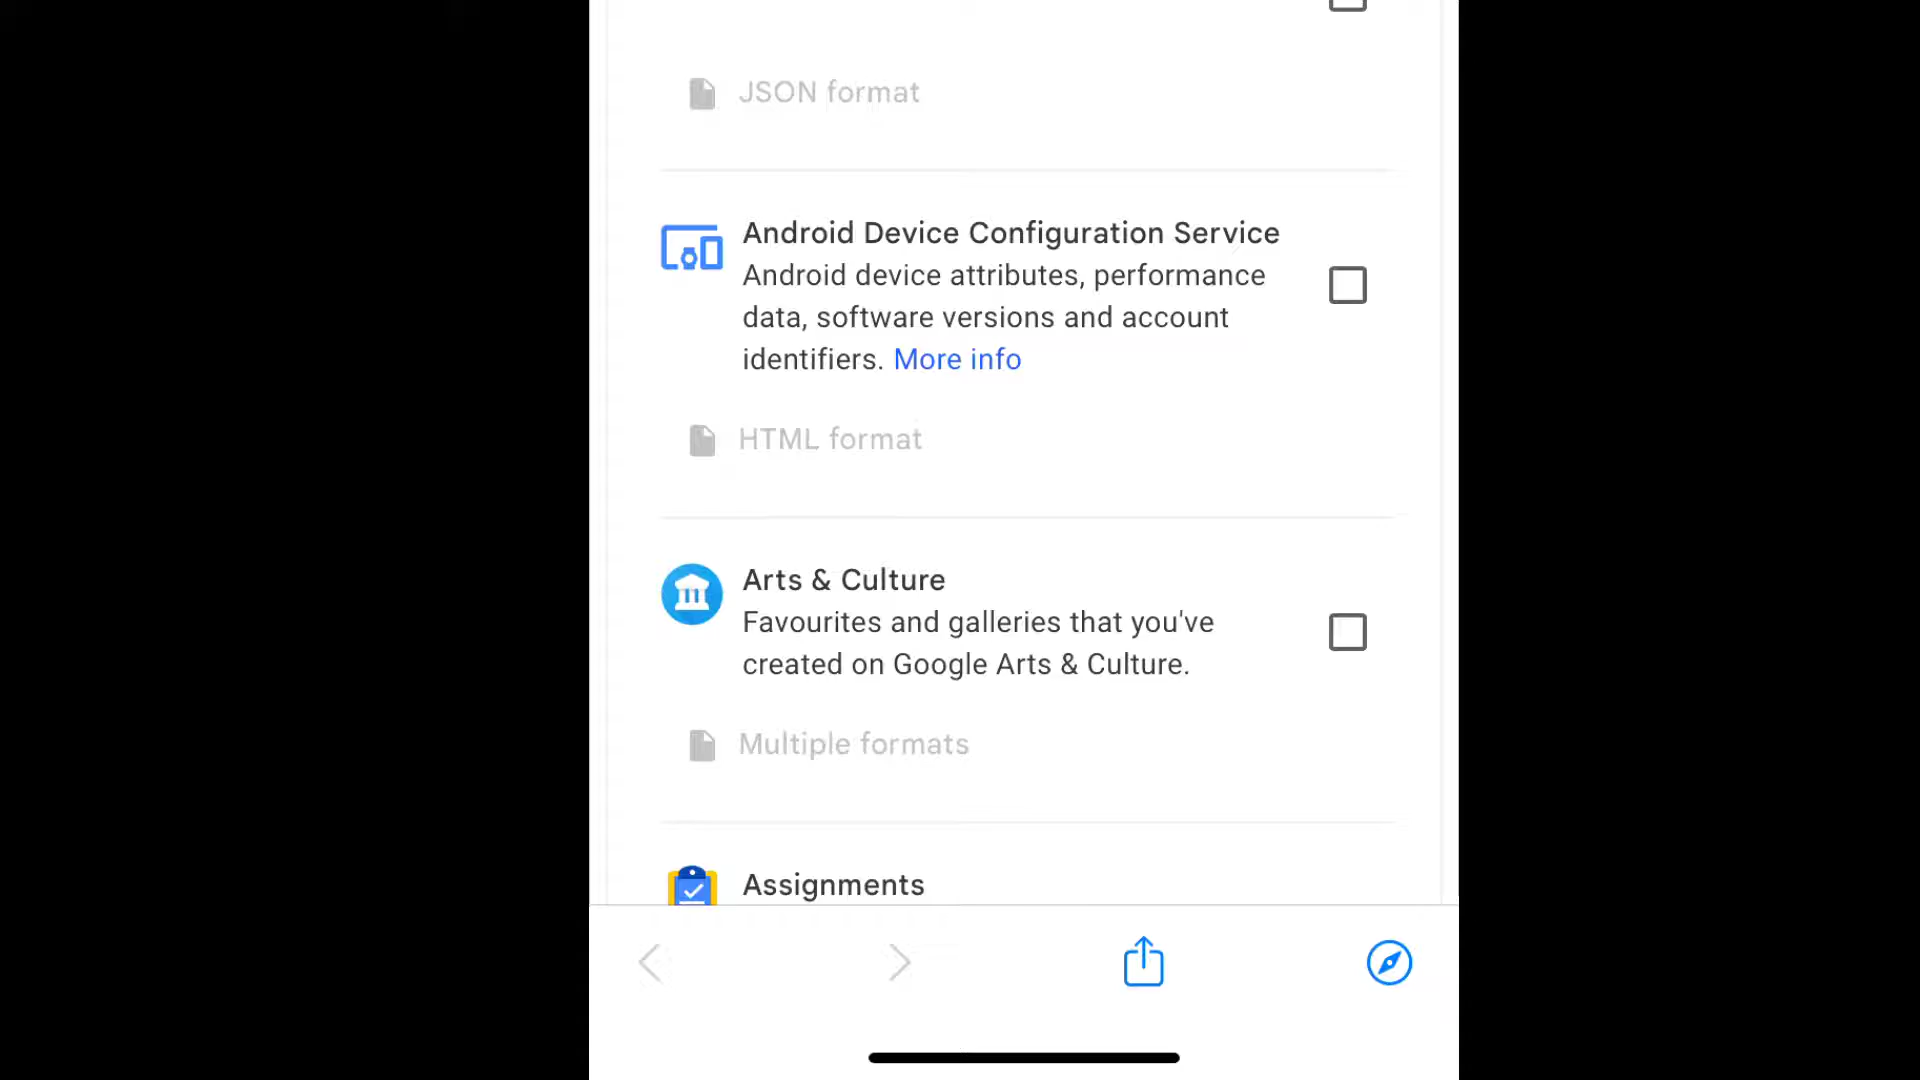 JSON format
Android Device Configuration Service
Android device attributes, performance
data, software versions and account
identifiers. More info
HTML format
Arts & Culture
Favourites and galleries that you've
created on Google Arts & Culture.
Multiple formats
Assignments